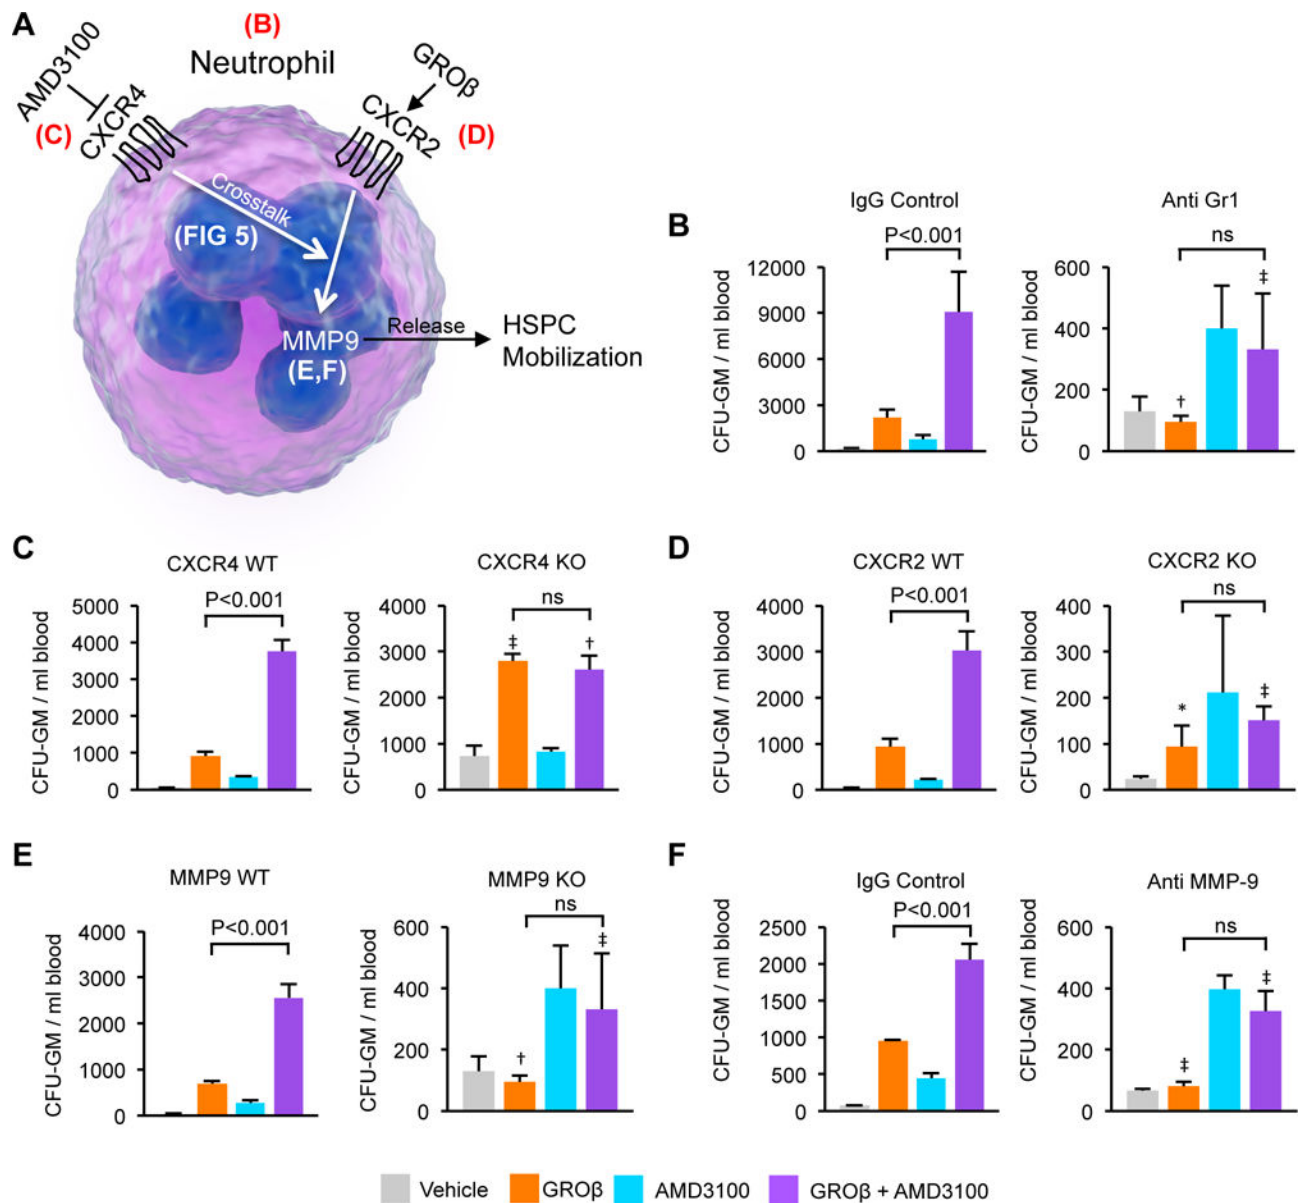 A
(B)
Neutrophil
AMD3100
CXCR4
(C)
GROβ
CXCR2
(D)
Crosstalk
(FIG 5)
MMP9
(E,F)
Release
HSPC
Mobilization
B
IgG Control
P<0.001
CFU-GM / ml blood
12000
9000
6000
3000
0
Anti Gr1
ns
CFU-GM / ml blood
600
400
200
0
†
‡
C
CXCR4 WT
P<0.001
CFU-GM / ml blood
5000
4000
3000
2000
1000
0
CXCR4 KO
ns
CFU-GM / ml blood
4000
3000
2000
1000
0
‡
†
D
CXCR2 WT
P<0.001
CFU-GM / ml blood
4000
3000
2000
1000
0
CXCR2 KO
ns
CFU-GM / ml blood
400
300
200
100
0
*
‡
E
MMP9 WT
P<0.001
CFU-GM / ml blood
4000
3000
2000
1000
0
MMP9 KO
ns
CFU-GM / ml blood
600
400
200
0
†
‡
F
IgG Control
P<0.001
CFU-GM / ml blood
2500
2000
1500
1000
500
0
Anti MMP-9
ns
CFU-GM / ml blood
600
400
200
0
‡
‡
Vehicle
GROβ
AMD3100
GROβ + AMD3100